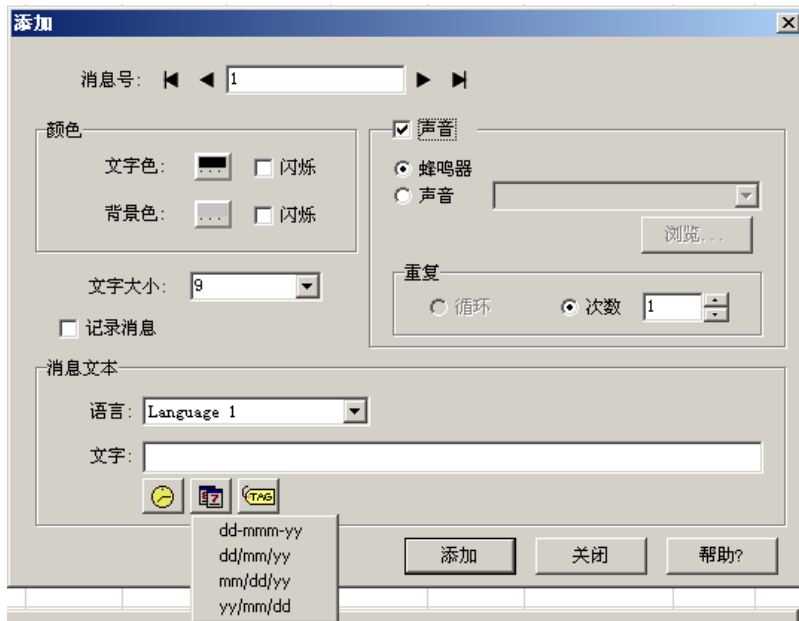 添加
消息号: 1
颜色
声音
文字色: ... 闪烁
蜂鸣器
声音
背景色: ... 闪烁
浏览...
文字大小: 9
重复
循环 次数 1
记录消息
消息文本
语言: Language 1
文字:
TAG
dd-mmm-yy
dd/mm/yy
mm/dd/yy
yy/mm/dd
添加 关闭 帮助?